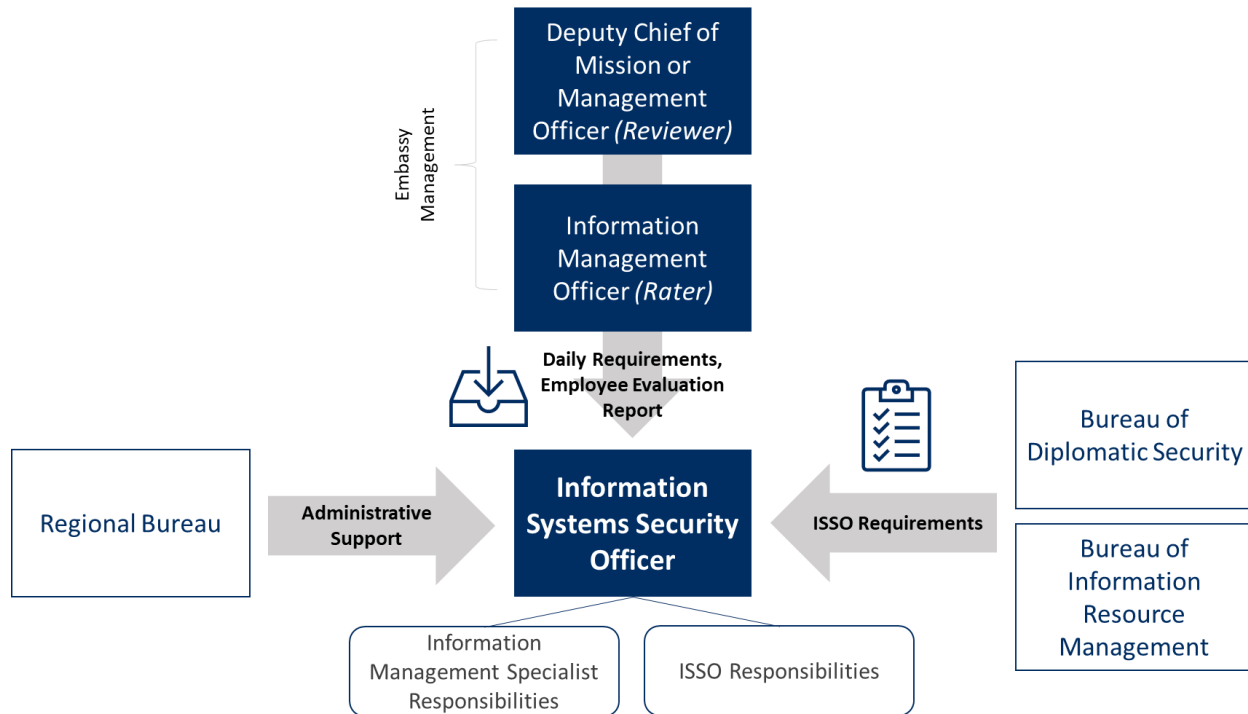 Deputy Chief of
Mission or
Management
Officer (Reviewer)
Embassy
Management
Information
Management
Officer (Rater)
Daily Requirements,
Employee Evaluation
Report
Regional Bureau
Administrative
Support
Information
Systems Security
Officer
ISSO Requirements
Bureau of
Diplomatic Security
Bureau of
Information
Resource
Management
Information
Management Specialist
Responsibilities
ISSO Responsibilities